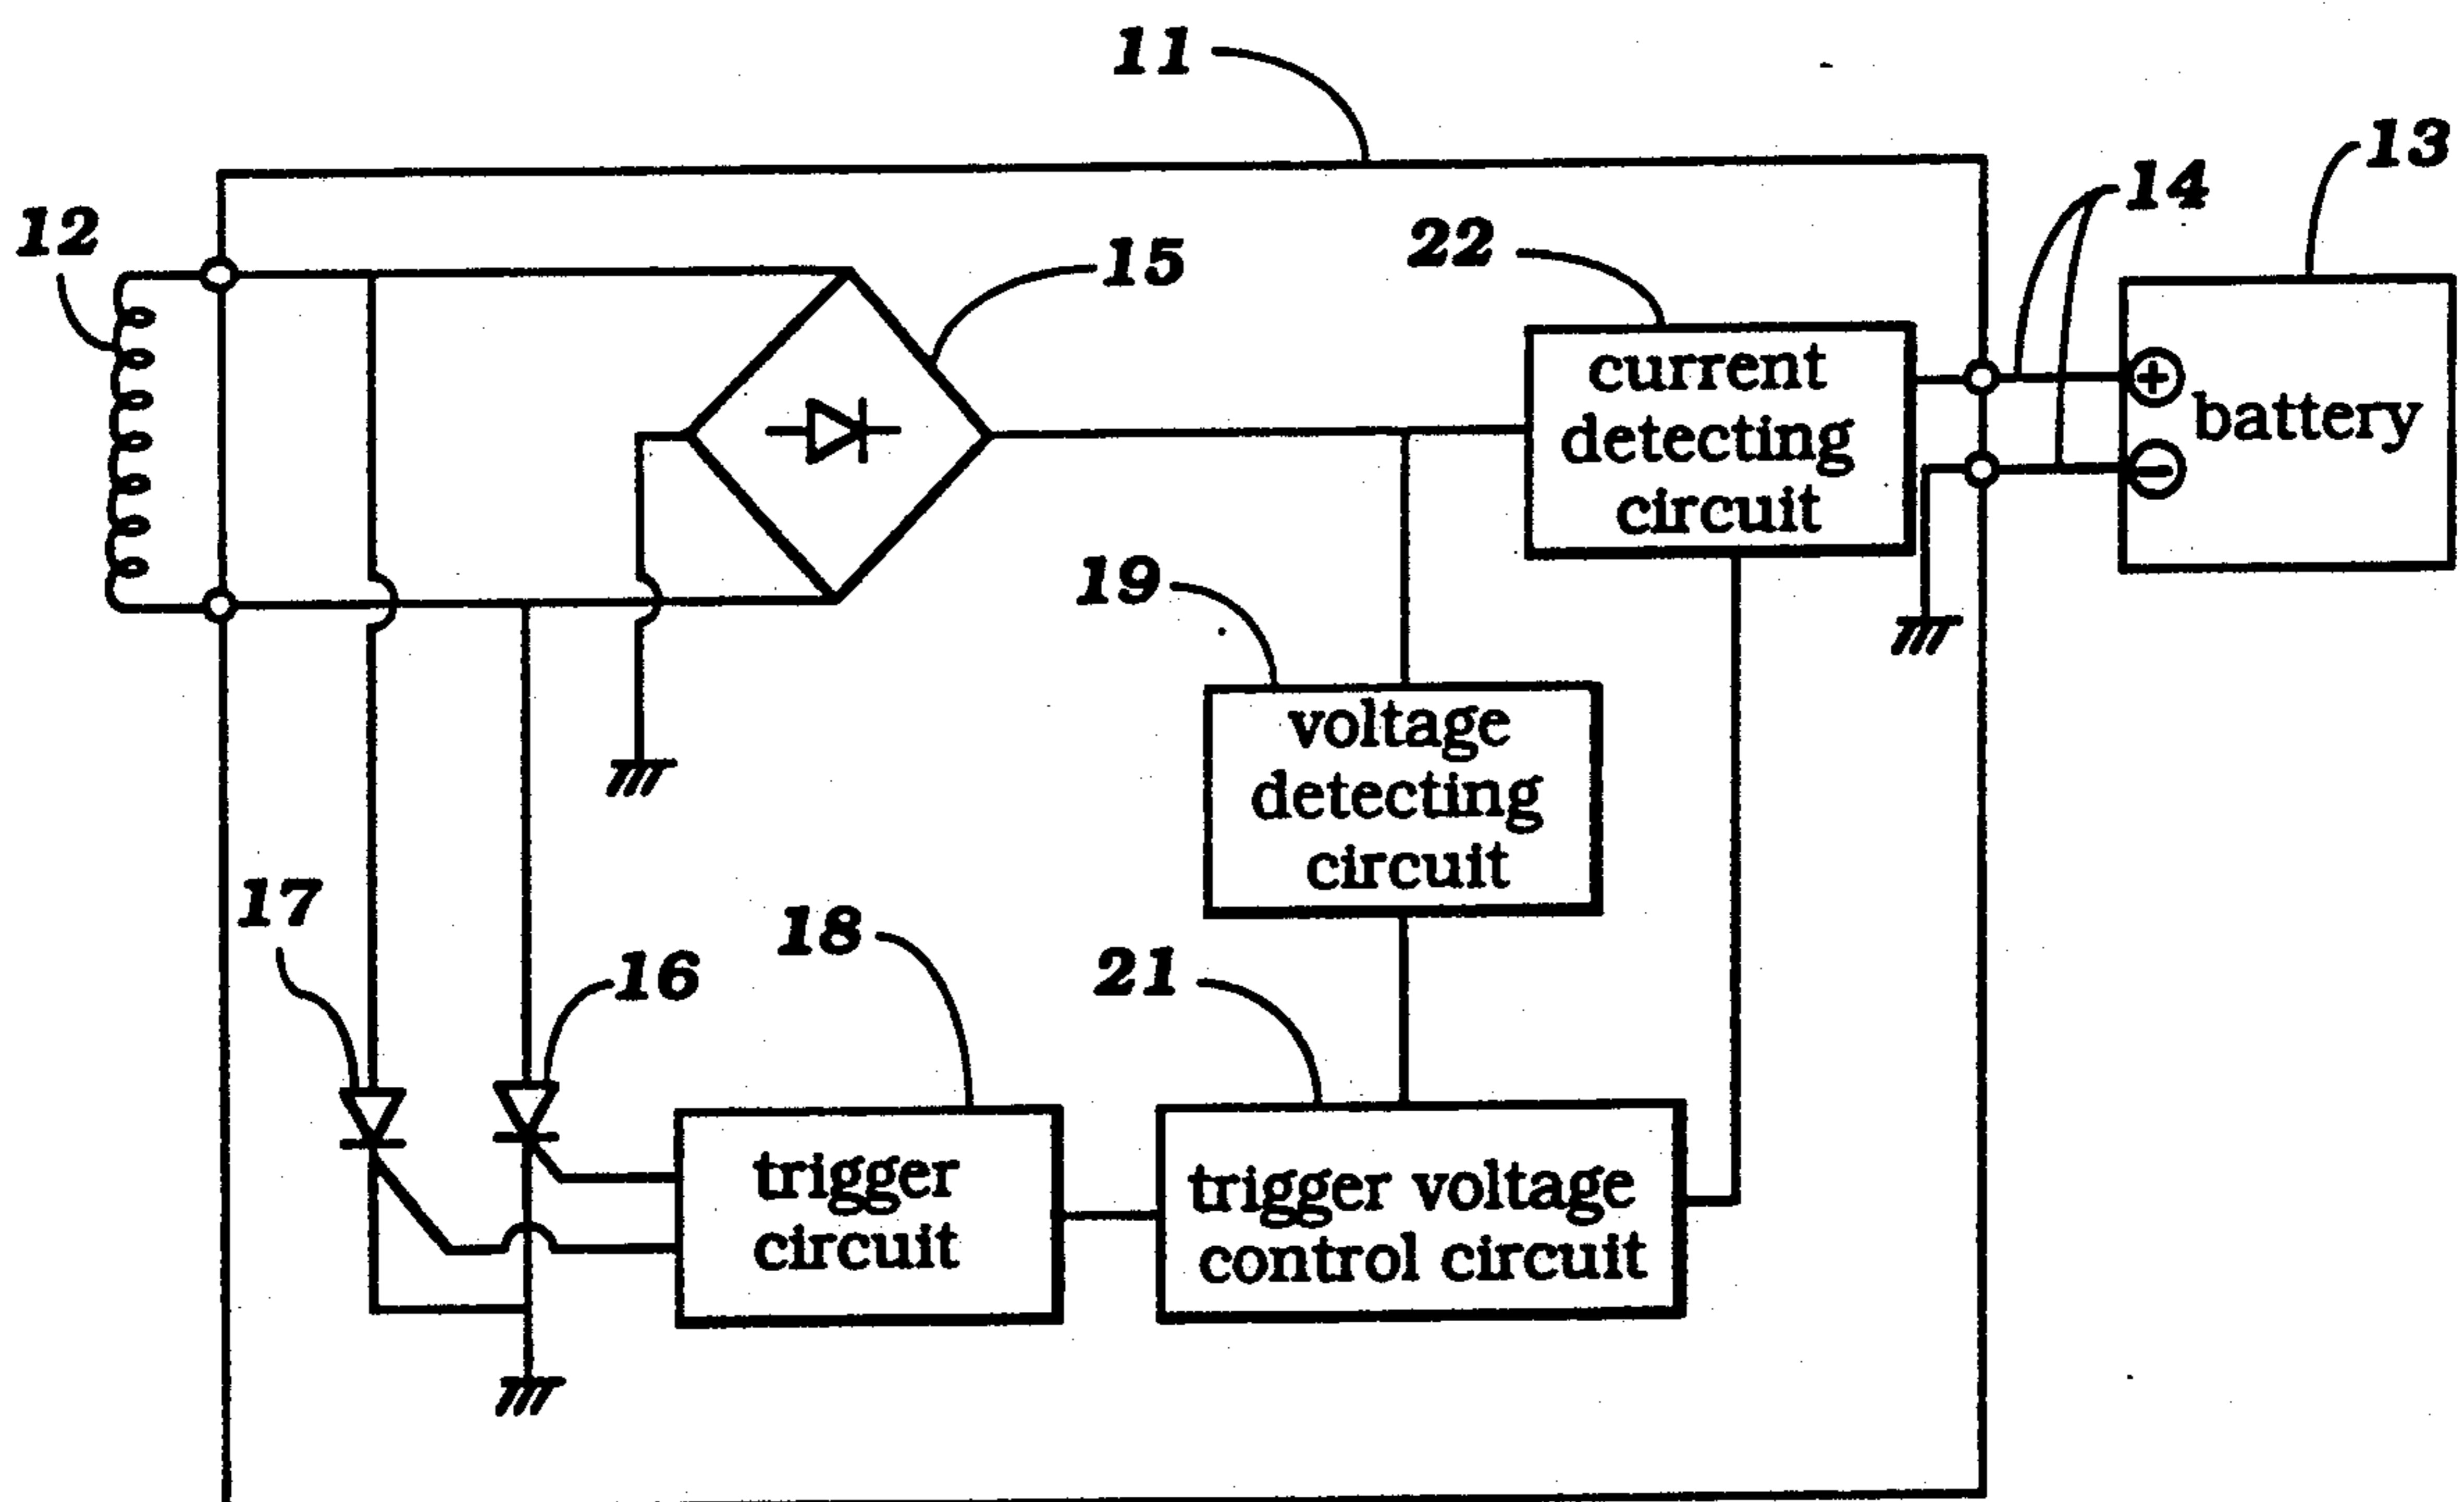 11
13
14
12
22
15
current
detecting
circuit
+
battery
−
19
voltage
detecting
circuit
17
18
16
21
trigger
circuit
trigger voltage
control circuit